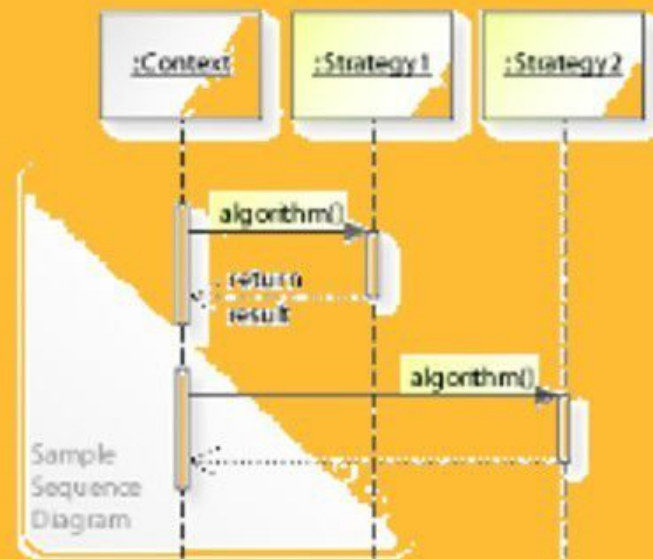 :Context
:Strategy1
:Strategy2
algorithm()
return
result
algorithm()
Sample
Sequence
Diagram